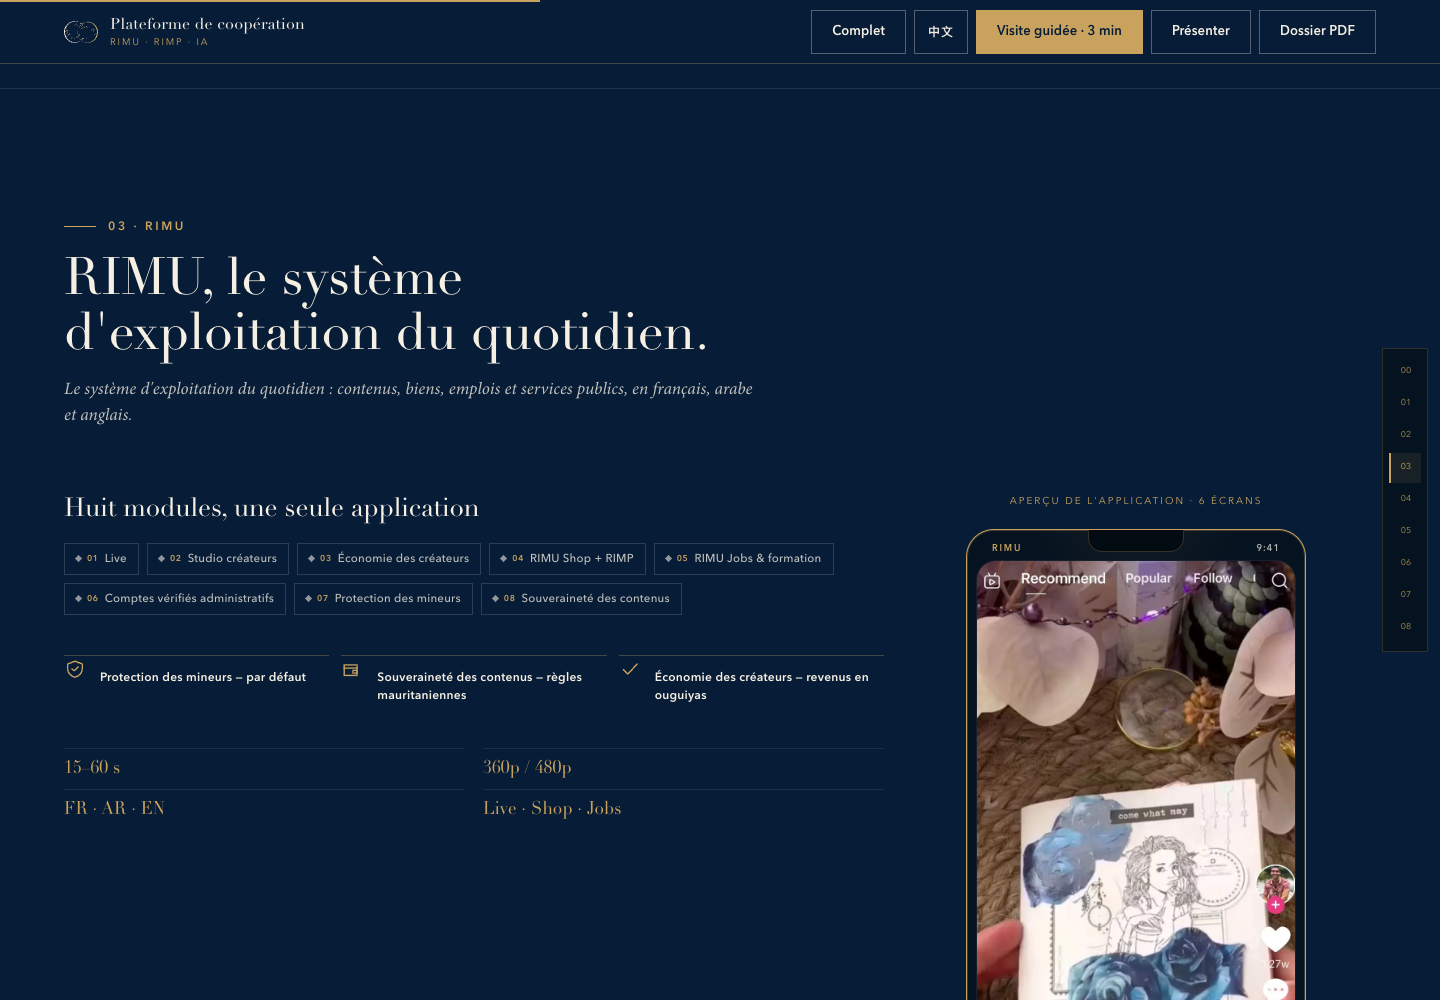 Plateforme de coopération
RIMU · RIMP · IA
Complet
中文
Visite guidée · 3 min
Présenter
Dossier PDF
03 · RIMU
RIMU, le système
d'exploitation du quotidien.
Le système d'exploitation du quotidien : contenus, biens, emplois et services publics, en français, arabe
et anglais.
Huit modules, une seule application
01 Live
02 Studio créateurs
03 Économie des créateurs
04 RIMU Shop + RIMP
05 RIMU Jobs & formation
06 Comptes vérifiés administratifs
07 Protection des mineurs
08 Souveraineté des contenus
Protection des mineurs – par défaut
Souveraineté des contenus – règles
mauritaniennes
Économie des créateurs – revenus en
ouguiyas
15–60 s
360p / 480p
FR · AR · EN
Live · Shop · Jobs
APERÇU DE L'APPLICATION · 6 ÉCRANS
RIMU
9:41
Recommend
Popular
Follow
come what may
27w
00
01
02
03
04
05
06
07
08